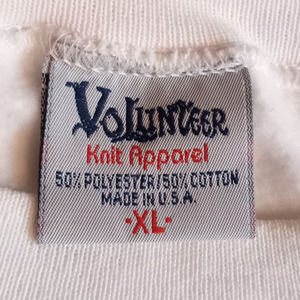 Volunteer
Knit Apparel
50% POLYESTER/50% COTTON
MADE IN U.S.A.
·XL·